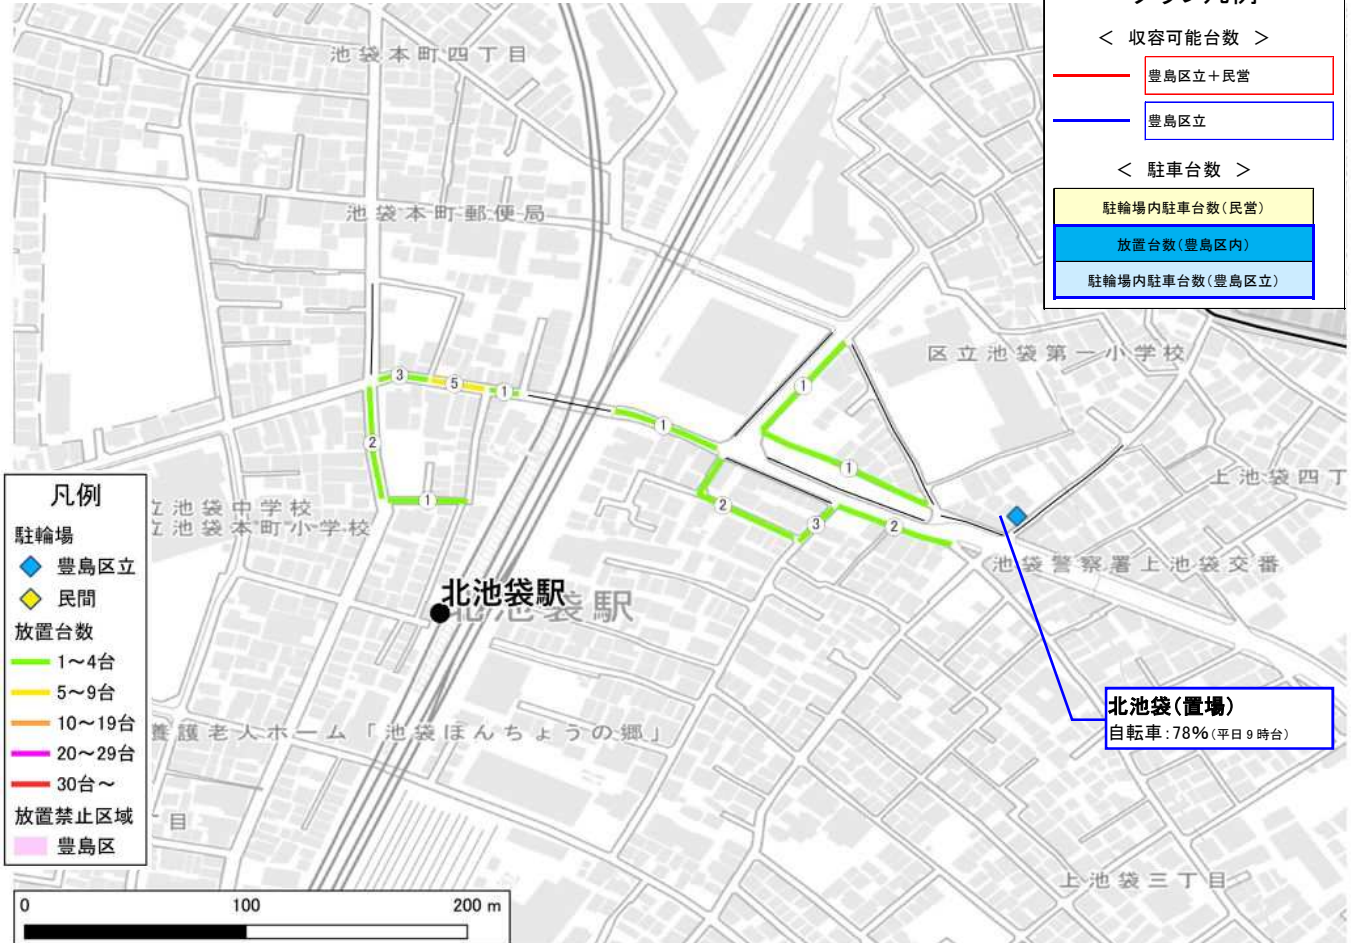 池袋本町四丁目
＜ 収容可能台数 ＞
豊島区立＋民営
豊島区立
＜ 駐車台数 ＞
駐輪場内駐車台数（民営）
放置台数（豊島区内）
駐輪場内駐車台数（豊島区立）
池袋本町郵便局
区立池袋第一小学校
3
5
1
1
1
2
1
1
2
3
2
上池袋四丁
凡例
駐輪場
豊島区立
民間
放置台数
1～4台
5～9台
10～19台
20～29台
30台～
放置禁止区域
豊島区
立池袋中学校
立池袋本町小学校
池袋警察署上池袋交番
北池袋駅
北池袋駅
北池袋（置場）
自転車：78%（平日9時台）
養護老人ホーム「池袋ほんちょうの郷」
目
上池袋三丁目
0 100 200 m